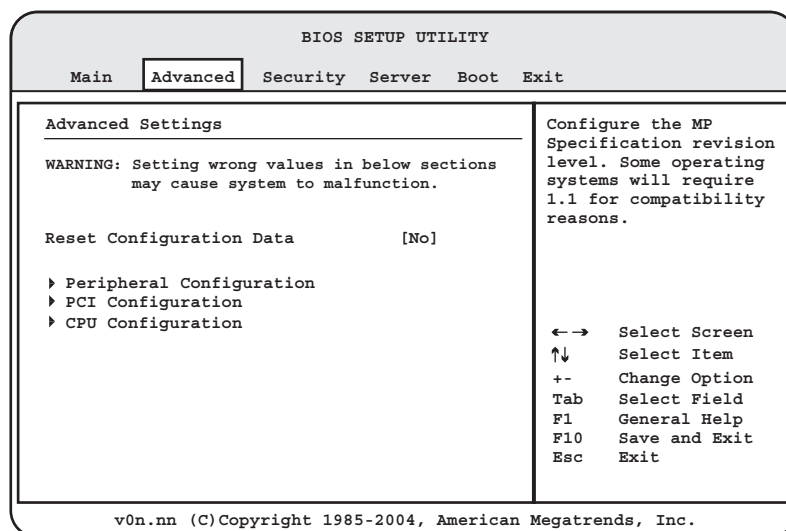 BIOS SETUP UTILITY
Main Advanced Security Server Boot Exit
Advanced Settings
WARNING: Setting wrong values in below sections
may cause system to malfunction.
Reset Configuration Data [No]
Peripheral Configuration
PCI Configuration
CPU Configuration
Configure the MP
Specification revision
level. Some operating
systems will require
1.1 for compatibility
reasons.
←→ Select Screen
↑↓ Select Item
+- Change Option
Tab Select Field
F1 General Help
F10 Save and Exit
Esc Exit
v0n.nn (C)Copyright 1985-2004, American Megatrends, Inc.